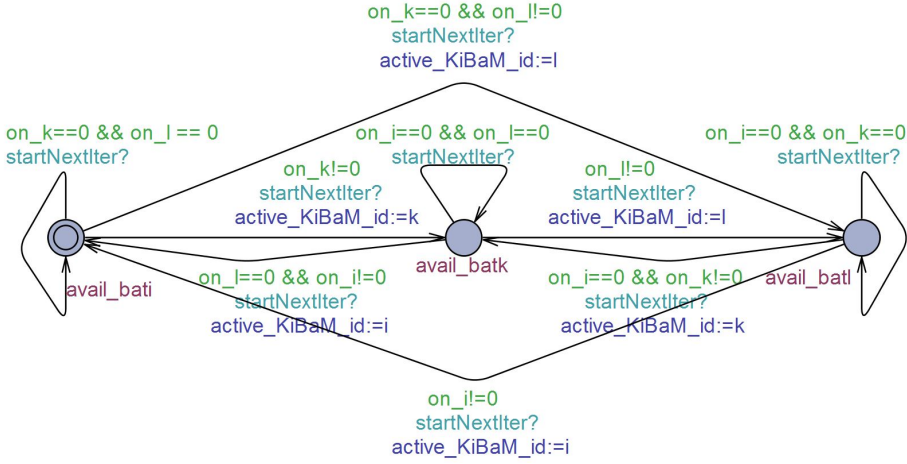 on_k==0 && on_l!=0
startNextIter?
active_KiBaM_id:=l
on_k==0 && on_l == 0
startNextIter?
on_i==0 && on_l==0
startNextIter?
on_i==0 && on_k==0
startNextIter?
on_k!=0
startNextIter?
active_KiBaM_id:=k
on_l!=0
startNextIter?
active_KiBaM_id:=l
avail_bati
avail_batk
avail_batl
on_l==0 && on_i!=0
startNextIter?
active_KiBaM_id:=i
on_i==0 && on_k!=0
startNextIter?
active_KiBaM_id:=k
on_i!=0
startNextIter?
active_KiBaM_id:=i